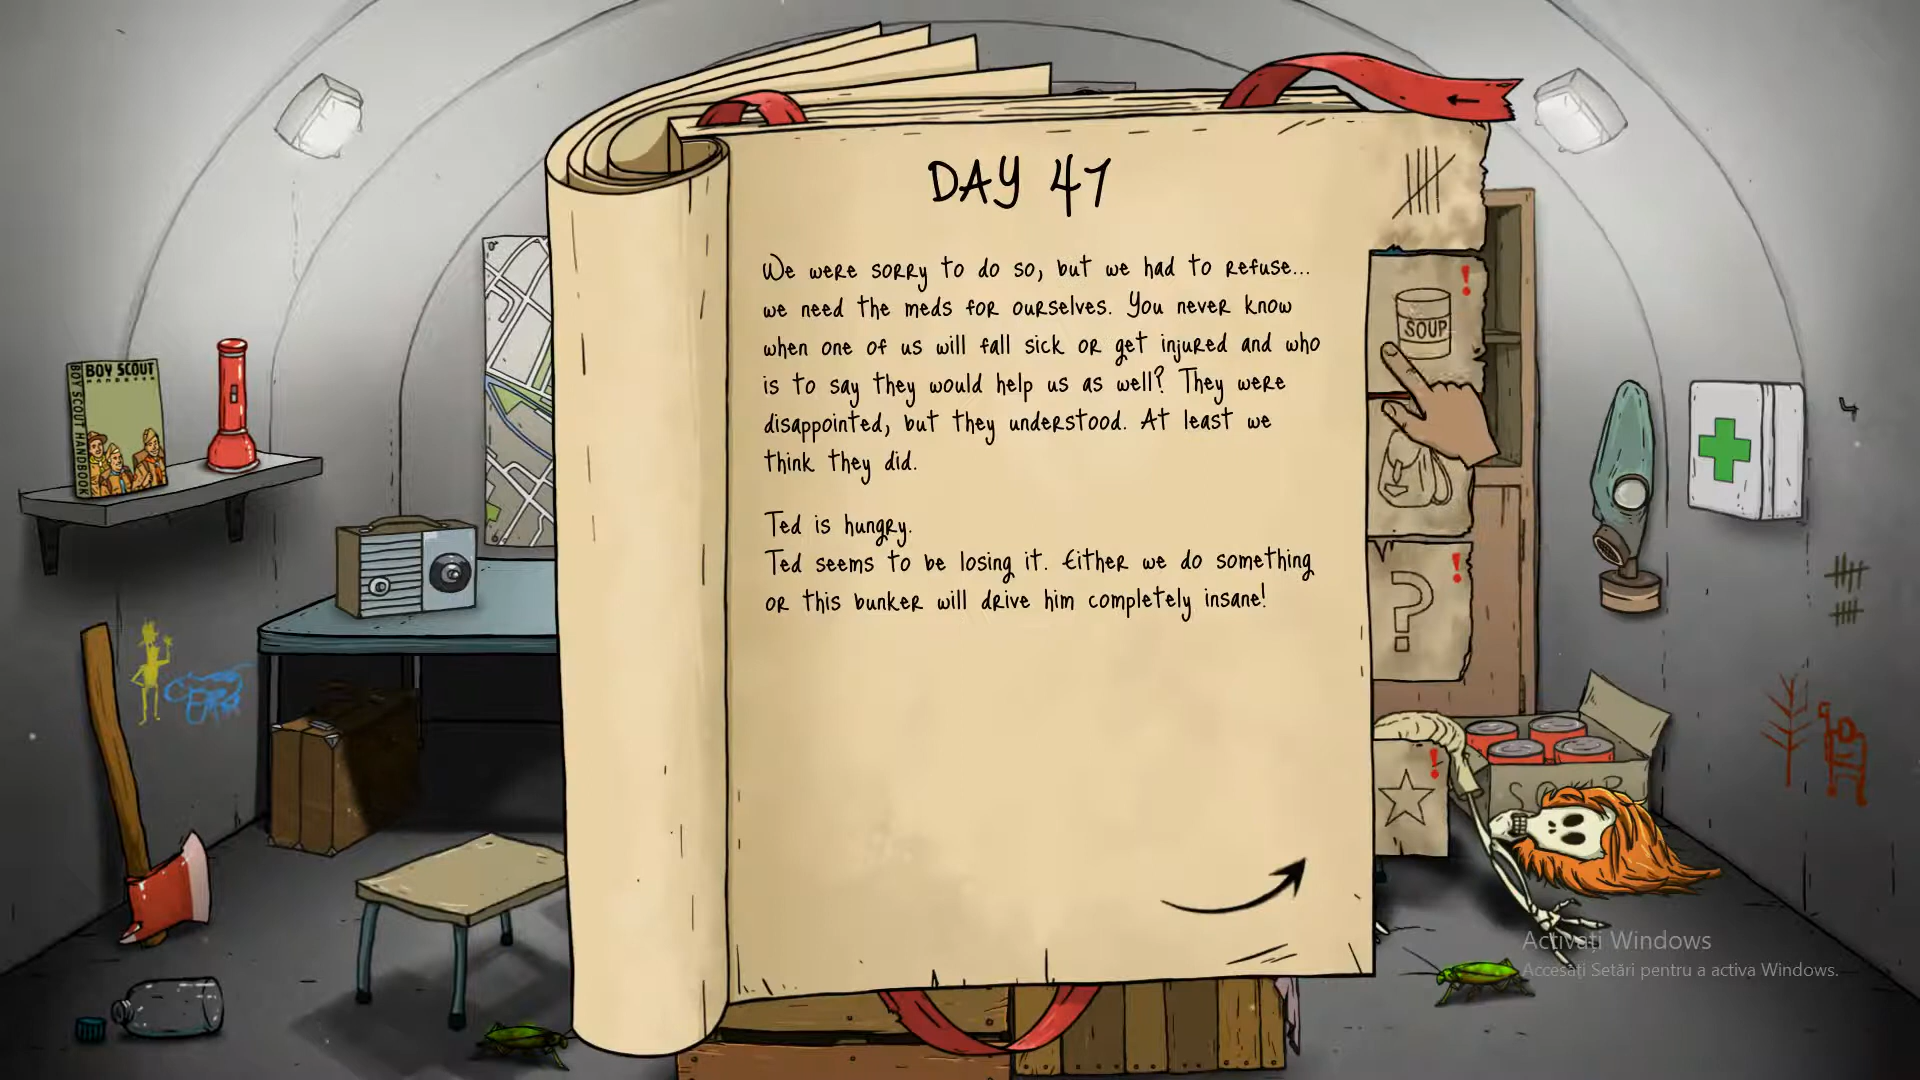 DAY 47
We were sorry to do so, but we had to refuse...
we need the meds for ourselves. You never know
when one of us will fall sick or get injured and who
is to say they would help us as well? They were
disappointed, but they understood. At least we
think they did.
Ted is hungry.
Ted seems to be losing it. Either we do something
or this bunker will drive him completely insane!
BOY SCOUT
HANDBOOK
BOY SCOUT HANDBOOK
!
SOUP
?
!
!
SOUP
Activați Windows
Accesați Setări pentru a activa Windows.